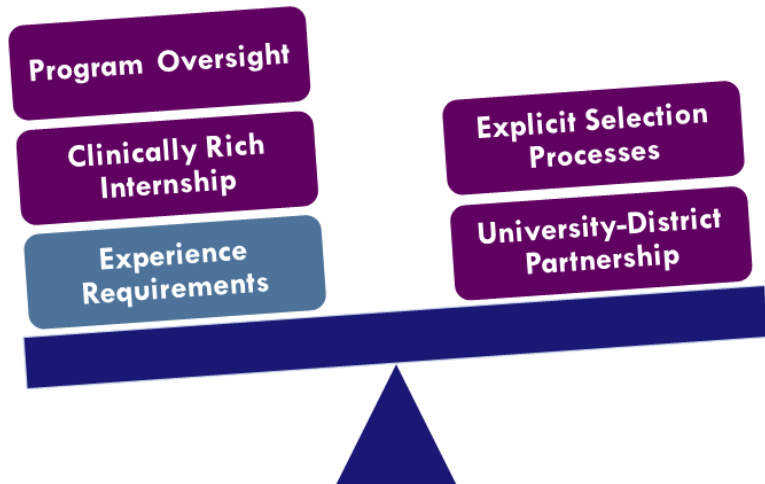 Program Oversight
Clinically Rich
Internship
Experience
Requirements
Explicit Selection
Processes
University-District
Partnership